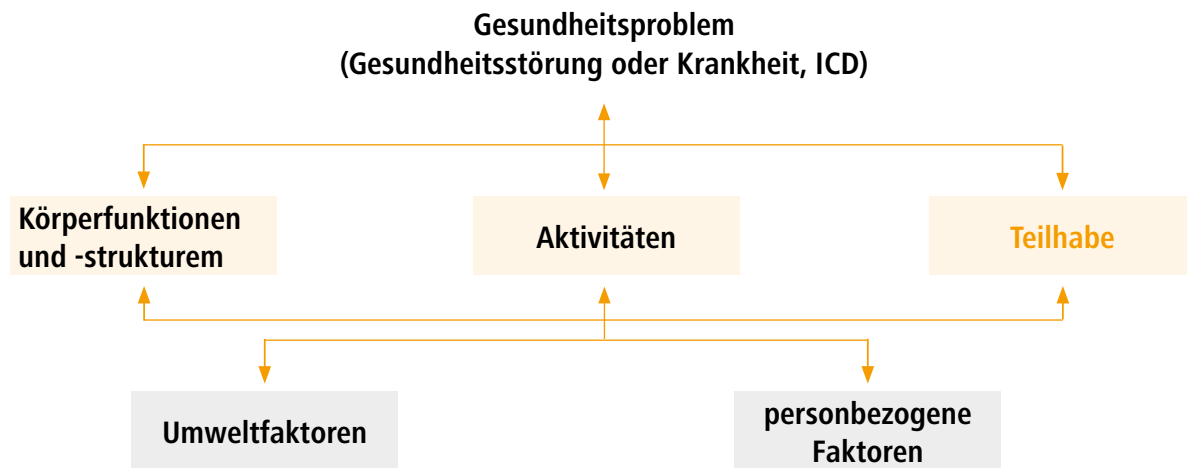 Gesundheitsproblem
(Gesundheitsstörung oder Krankheit, ICD)
Körperfunktionen
und -strukturem
Aktivitäten
Teilhabe
Umweltfaktoren
personbezogene
Faktoren